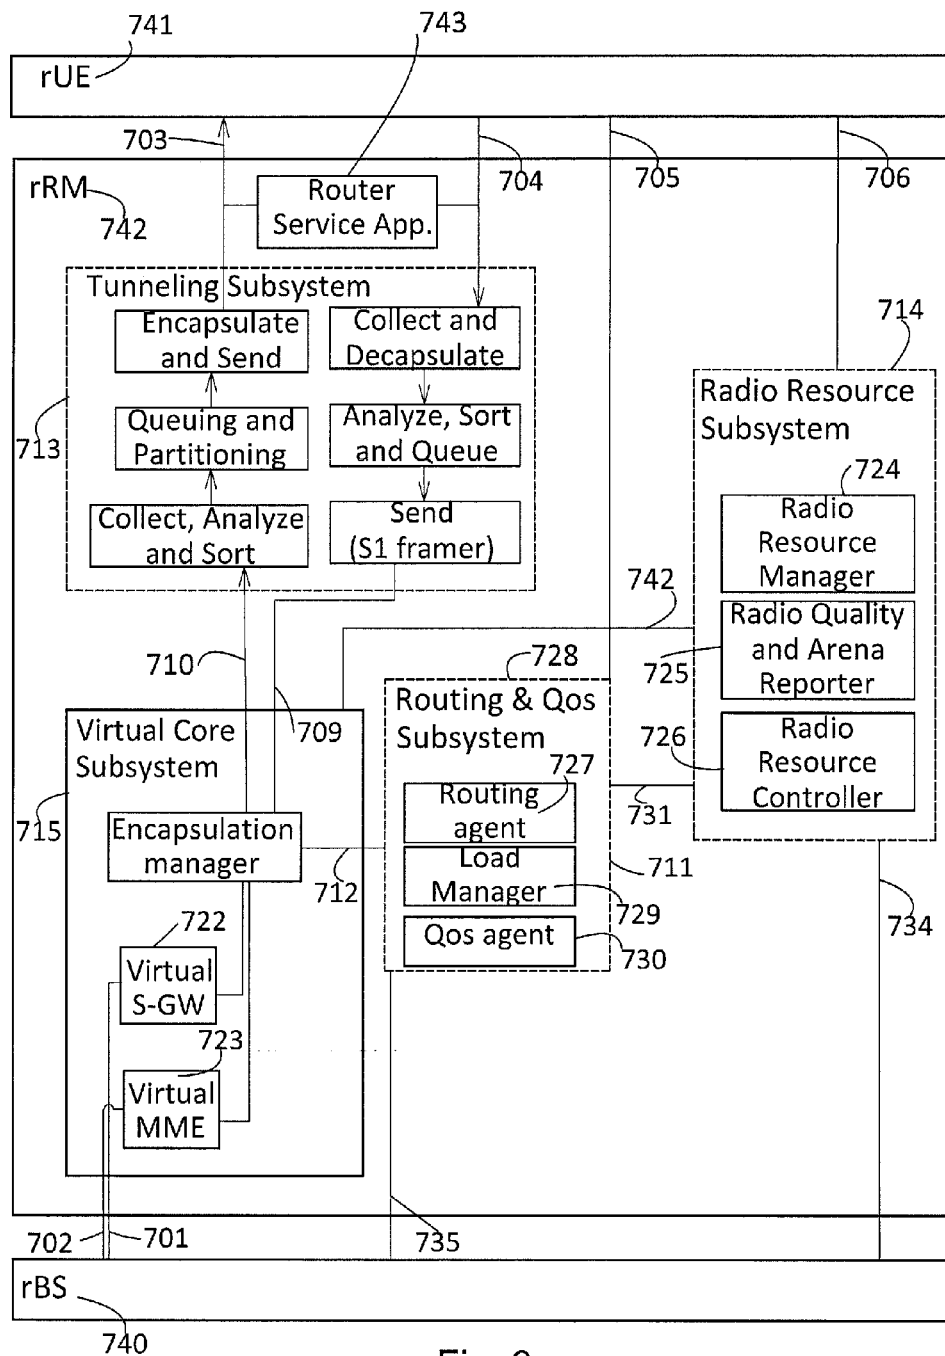 741
743
rUE
703
704
705
706
rRM
742
Router
Service App.
Tunneling Subsystem
713
Encapsulate
and Send
Queuing and
Partitioning
Collect, Analyze
and Sort
Collect and
Decapsulate
Analyze, Sort
and Queue
Send
(S1 framer)
714
Radio Resource
Subsystem
724
Radio
Resource
Manager
Radio Quality
and Arena
Reporter
725
726
Radio
Resource
Controller
742
710
709
728
Routing & Qos
Subsystem
727
Routing
agent
Load
Manager
729
Qos agent
730
731
711
712
734
Virtual Core
Subsystem
715
Encapsulation
manager
722
Virtual
S-GW
723
Virtual
MME
702
701
735
rBS
740